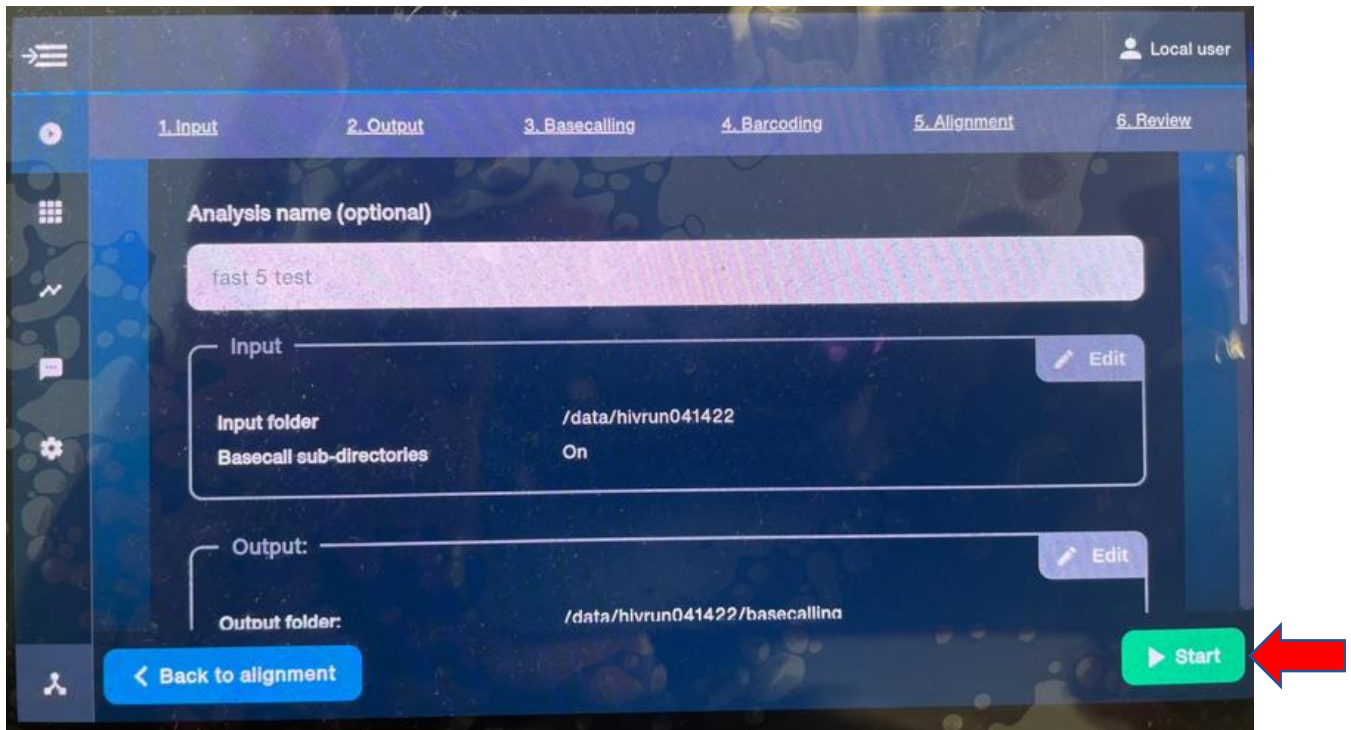 Local user
1. Input 2. Output 3. Basecalling 4. Barcoding 5. Alignment 6. Review
Analysis name (optional)
fast 5 test
Input
Edit
Input folder /data/hivrun041422
Basecall sub-directories On
Output:
Edit
Output folder: /data/hivrun041422/basecalling
Back to alignment
Start